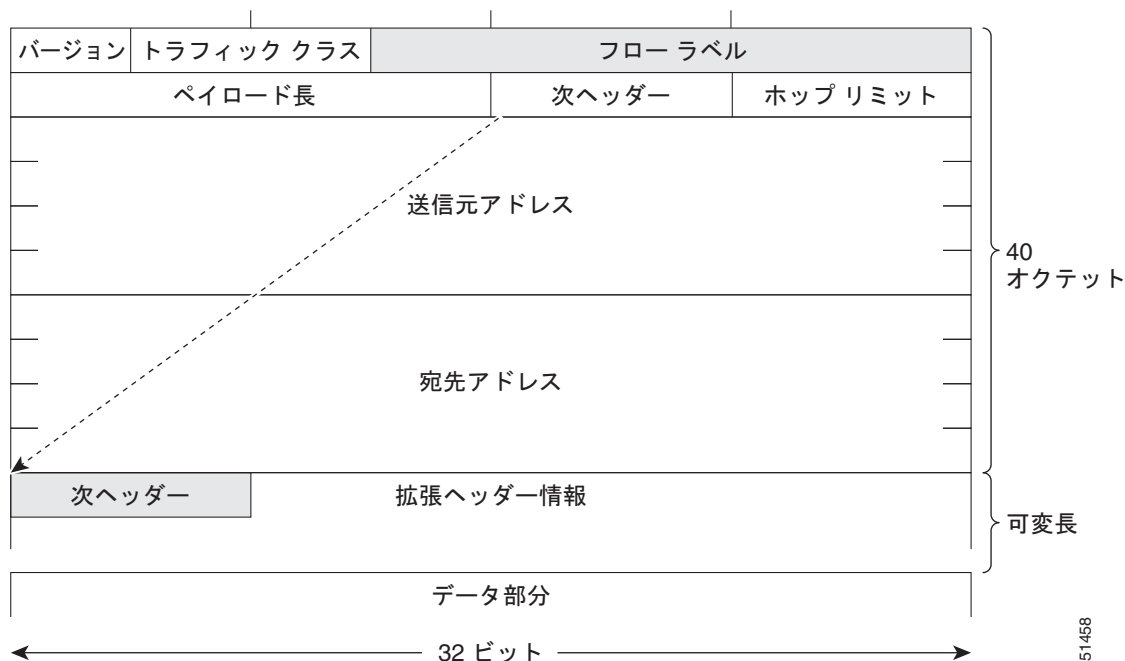 バージョン トラフィック クラス フロー ラベル
ペイロード長 次ヘッダー ホップ リミット
送信元アドレス
40
オクテット
宛先アドレス
次ヘッダー 拡張ヘッダー情報
可変長
データ部分
32 ビット
51458